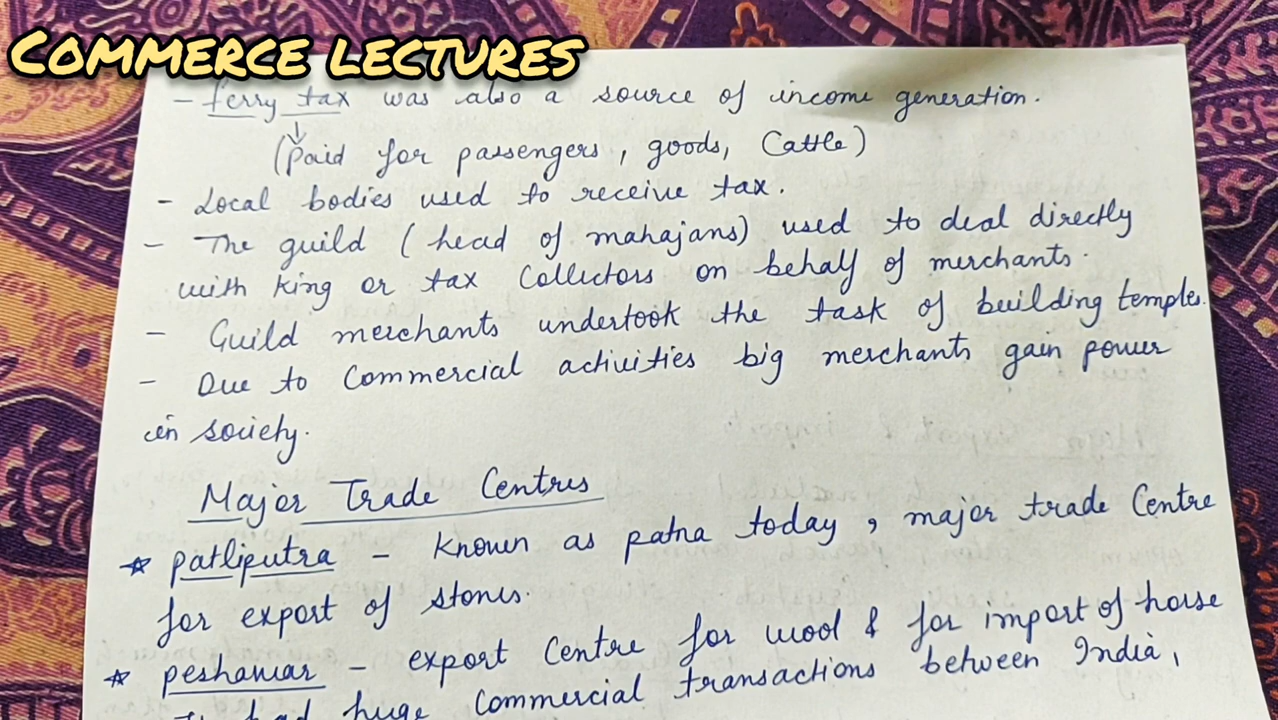 COMMERCE LECTURES
- ferry tax was also a source of income generation.
(Paid for passengers, goods, Cattle)
- Local bodies used to receive tax.
- The guild (head of mahajans) used to deal directly
with king or tax Collectors on behalf of merchants.
- Guild merchants undertook the task of building temples.
- Due to Commercial activities big merchants gain power
in society.
Major Trade Centres
* patliputra - Known as patna today, major trade Centre
for export of stones.
* peshawar - export Centre for wool & for import of horse
huge Commercial transactions between India,